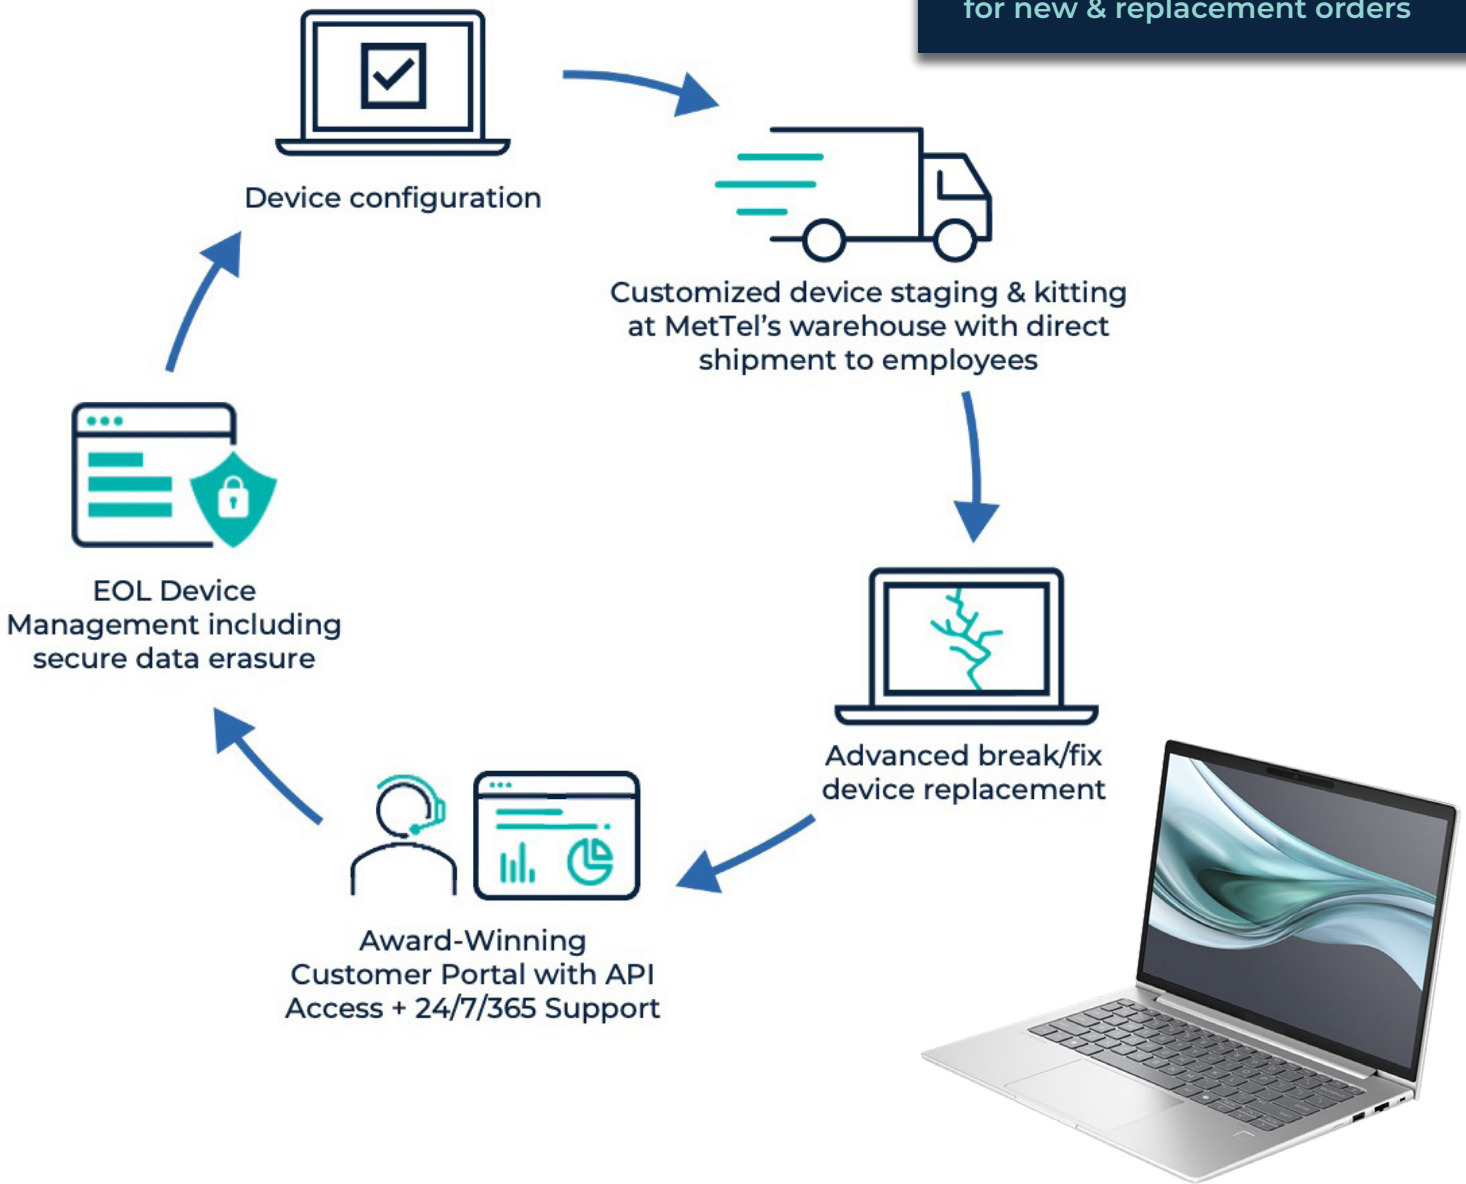 for new & replacement orders
Device configuration
Customized device staging & kitting
at MetTel’s warehouse with direct
shipment to employees
Advanced break/fix
device replacement
Award-Winning
Customer Portal with API
Access + 24/7/365 Support
EOL Device
Management including
secure data erasure